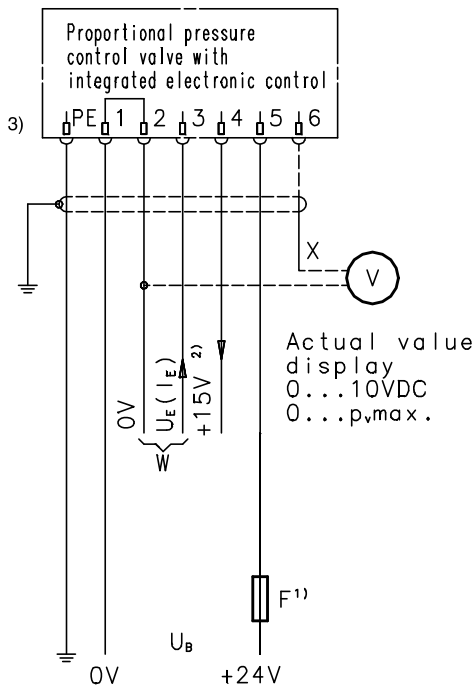 Proportional pressure
control valve with
integrated electronic control
3)
PE 1 2 3 4 5 6
X
V
Actual value
display
0...10VDC
0...pᵥmax.
0V
U_E(I_E)
+15V ²⁾
W
F¹⁾
U_B
0V
+24V